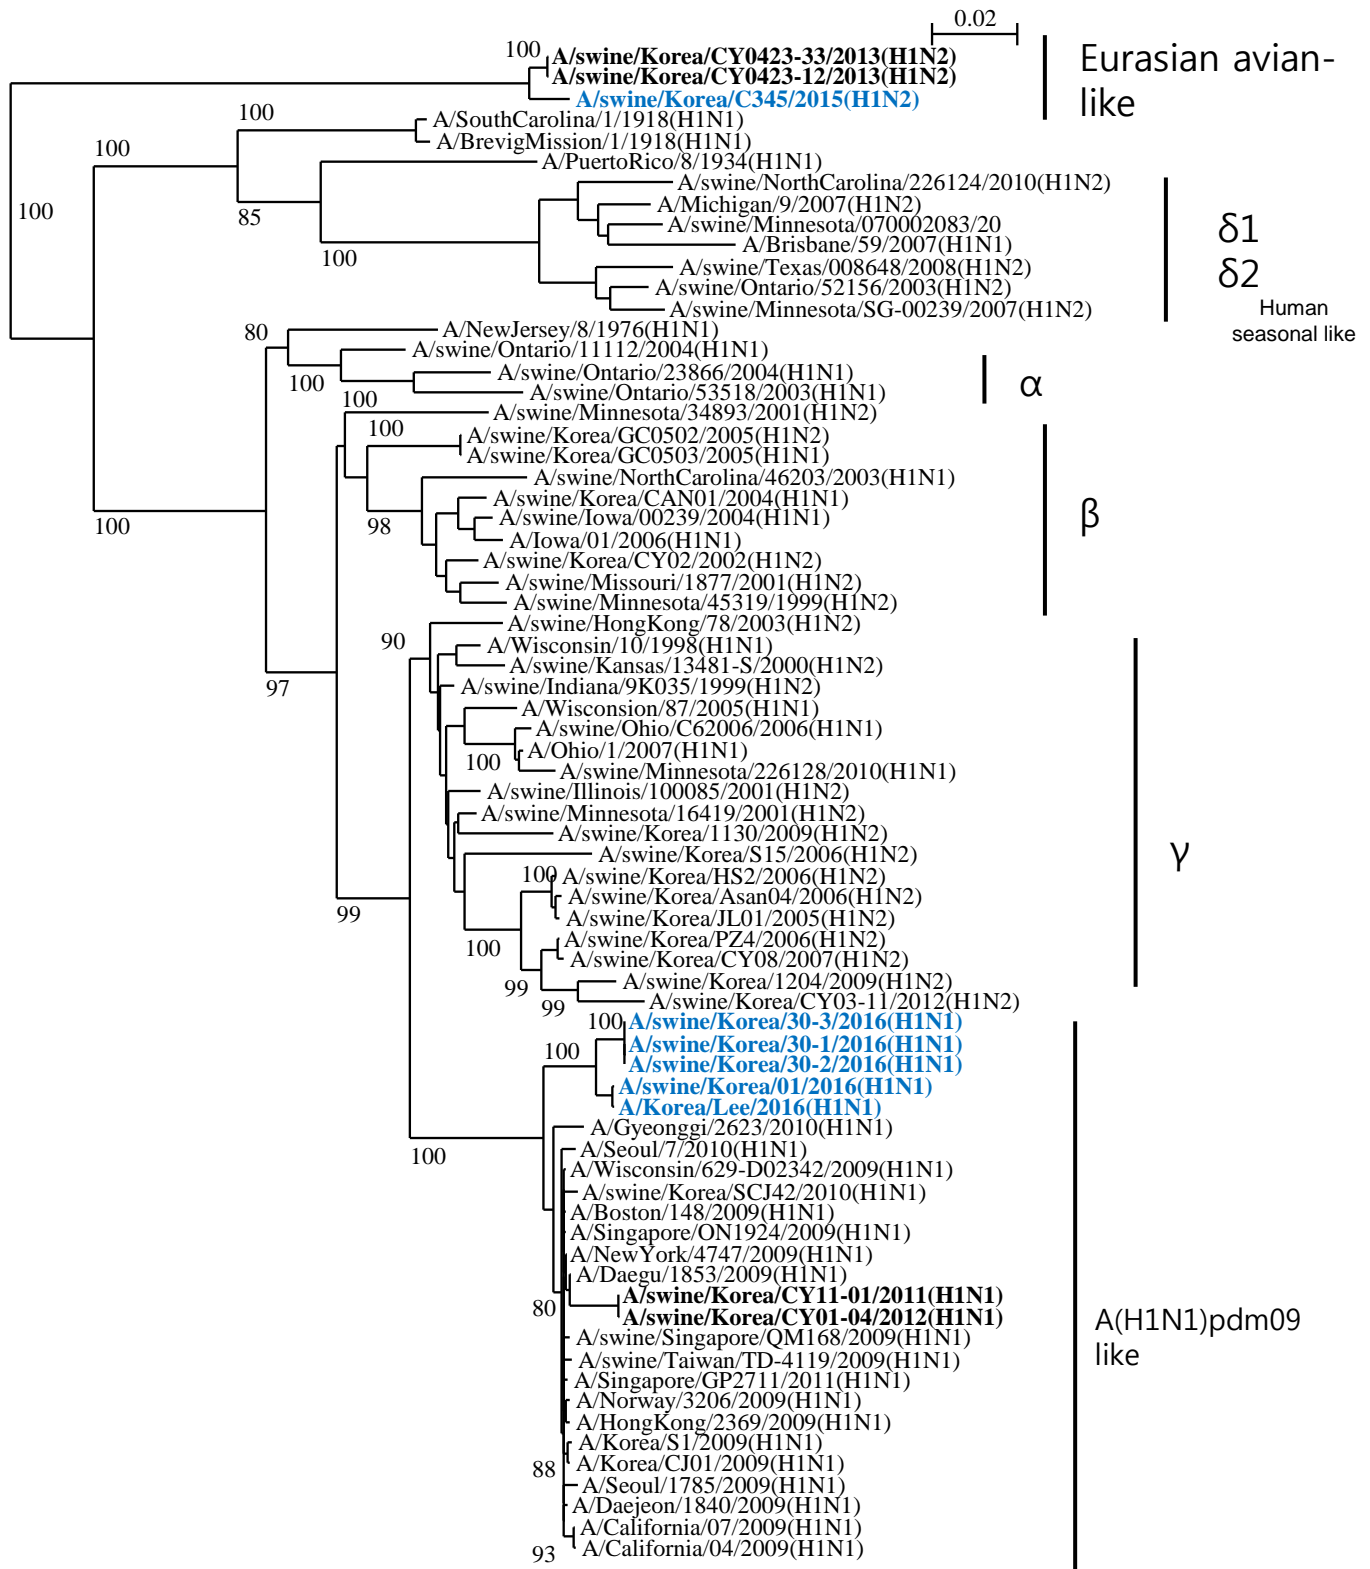 0.02
100
A/swine/Korea/CY0423-33/2013(H1N2)
A/swine/Korea/CY0423-12/2013(H1N2)
A/swine/Korea/C345/2015(H1N2)
Eurasian avian-
like
100
A/SouthCarolina/1/1918(H1N1)
A/BrevigMission/1/1918(H1N1)
100
A/PuertoRico/8/1934(H1N1)
A/swine/NorthCarolina/226124/2010(H1N2)
100
85
A/Michigan/9/2007(H1N2)
A/swine/Minnesota/070002083/20
A/Brisbane/59/2007(H1N1)
100
A/swine/Texas/008648/2008(H1N2)
A/swine/Ontario/52156/2003(H1N2)
A/swine/Minnesota/SG-00239/2007(H1N2)
δ1
δ2
Human
seasonal like
80
A/NewJersey/8/1976(H1N1)
A/swine/Ontario/11112/2004(H1N1)
100
A/swine/Ontario/23866/2004(H1N1)
A/swine/Ontario/53518/2003(H1N1)
α
100
A/swine/Minnesota/34893/2001(H1N2)
100
A/swine/Korea/GC0502/2005(H1N2)
A/swine/Korea/GC0503/2005(H1N1)
A/swine/NorthCarolina/46203/2003(H1N1)
A/swine/Korea/CAN01/2004(H1N1)
A/swine/Iowa/00239/2004(H1N1)
100
98
A/Iowa/01/2006(H1N1)
A/swine/Korea/CY02/2002(H1N2)
A/swine/Missouri/1877/2001(H1N2)
A/swine/Minnesota/45319/1999(H1N2)
β
A/swine/HongKong/78/2003(H1N2)
90
A/Wisconsin/10/1998(H1N1)
A/swine/Kansas/13481-S/2000(H1N2)
97
A/swine/Indiana/9K035/1999(H1N2)
A/Wisconsion/87/2005(H1N1)
A/swine/Ohio/C62006/2006(H1N1)
A/Ohio/1/2007(H1N1)
100
A/swine/Minnesota/226128/2010(H1N1)
A/swine/Illinois/100085/2001(H1N2)
A/swine/Minnesota/16419/2001(H1N2)
A/swine/Korea/1130/2009(H1N2)
A/swine/Korea/S15/2006(H1N2)
γ
100
A/swine/Korea/HS2/2006(H1N2)
A/swine/Korea/Asan04/2006(H1N2)
99
A/swine/Korea/JL01/2005(H1N2)
100
A/swine/Korea/PZ4/2006(H1N2)
A/swine/Korea/CY08/2007(H1N2)
99
A/swine/Korea/1204/2009(H1N2)
99
A/swine/Korea/CY03-11/2012(H1N2)
100
A/swine/Korea/30-3/2016(H1N1)
A/swine/Korea/30-1/2016(H1N1)
100
A/swine/Korea/30-2/2016(H1N1)
A/swine/Korea/01/2016(H1N1)
A/Korea/Lee/2016(H1N1)
A/Gyeonggi/2623/2010(H1N1)
100
A/Seoul/7/2010(H1N1)
A/Wisconsin/629-D02342/2009(H1N1)
A/swine/Korea/SCJ42/2010(H1N1)
A/Boston/148/2009(H1N1)
A/Singapore/ON1924/2009(H1N1)
A/NewYork/4747/2009(H1N1)
A/Daegu/1853/2009(H1N1)
A/swine/Korea/CY11-01/2011(H1N1)
80
A/swine/Korea/CY01-04/2012(H1N1)
A/swine/Singapore/QM168/2009(H1N1)
A/swine/Taiwan/TD-4119/2009(H1N1)
A(H1N1)pdm09
like
A/Singapore/GP2711/2011(H1N1)
A/Norway/3206/2009(H1N1)
A/HongKong/2369/2009(H1N1)
A/Korea/S1/2009(H1N1)
A/Korea/CJ01/2009(H1N1)
88
A/Seoul/1785/2009(H1N1)
A/Daejeon/1840/2009(H1N1)
A/California/07/2009(H1N1)
A/California/04/2009(H1N1)
93